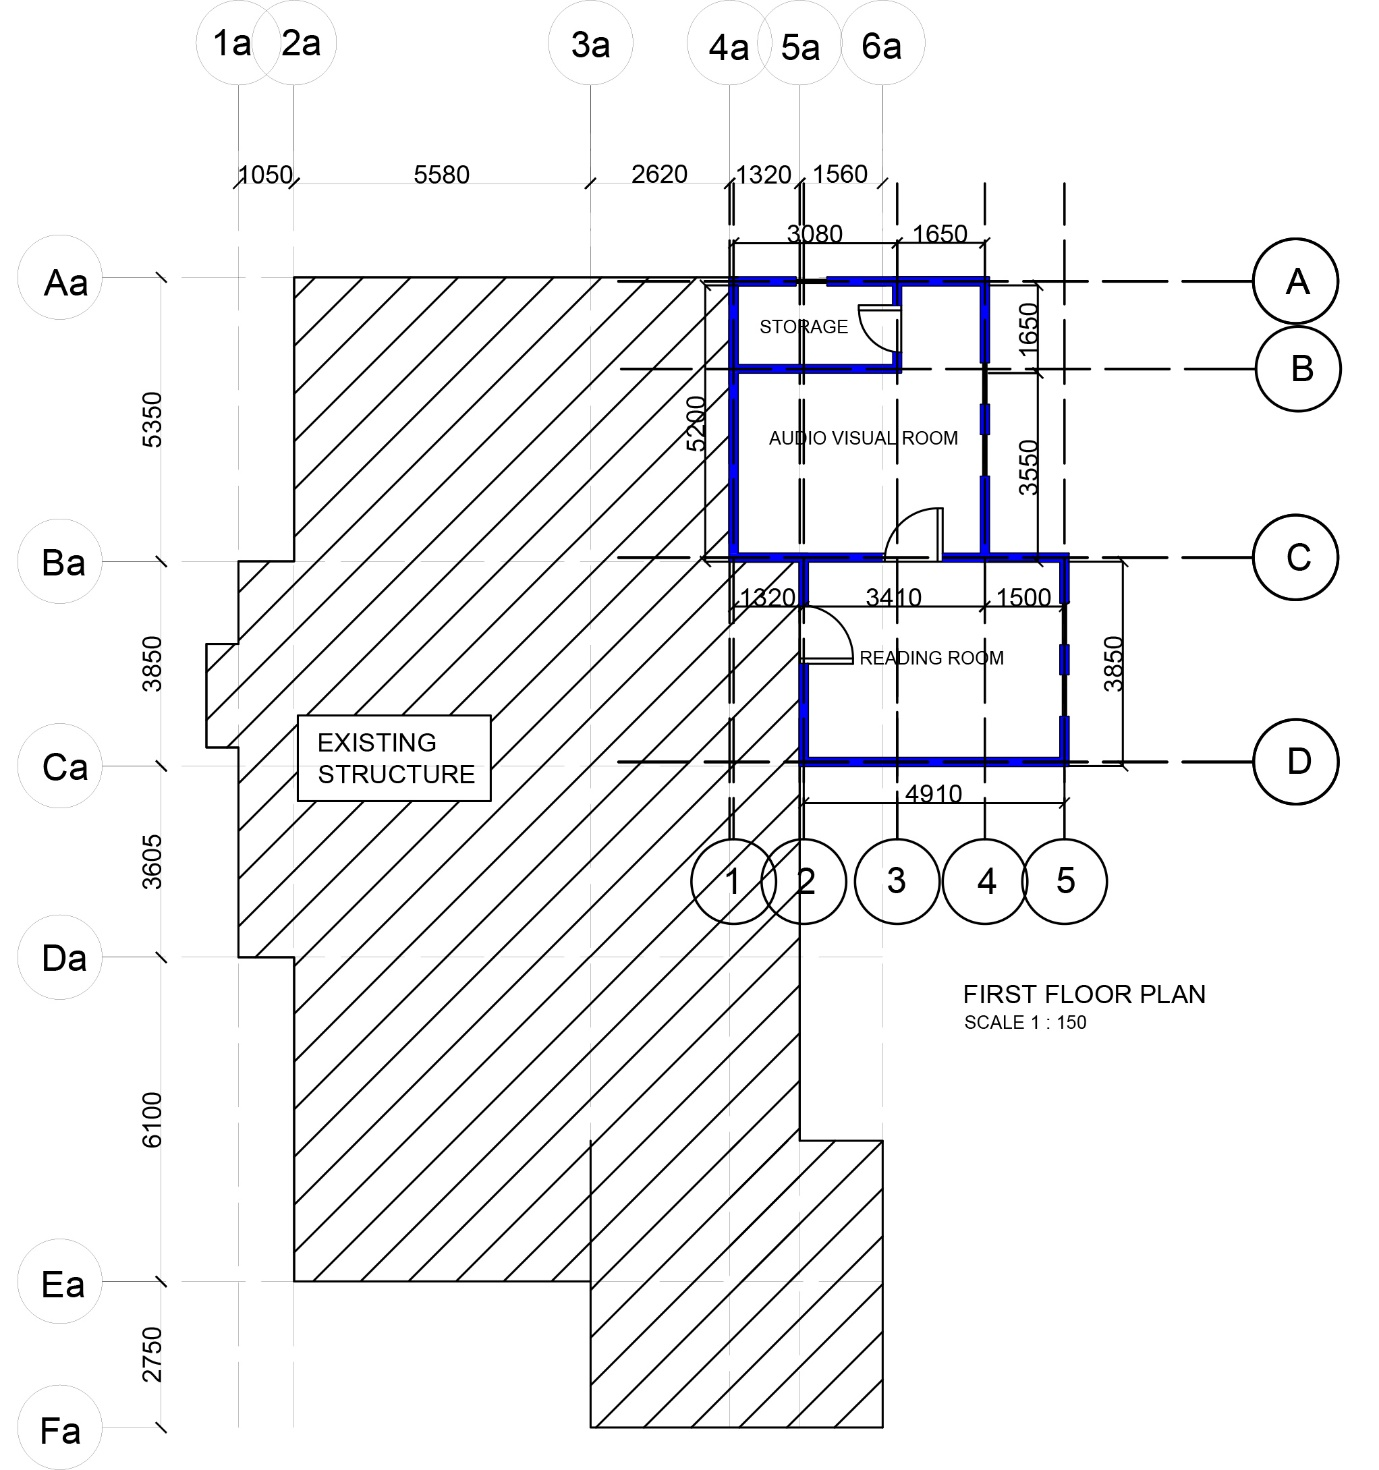 1a 2a 3a 4a 5a 6a
1050 5580 2620 1320 1560
3080 1650
Aa A
STORAGE 1650
B
5350 5200
AUDIO VISUAL ROOM 3550
Ba C
1320 3410 1500
3850 READING ROOM 3850
EXISTING
STRUCTURE
Ca D
4910
3605
1 2 3 4 5
Da
FIRST FLOOR PLAN
SCALE 1 : 150
6100
Ea
2750
Fa